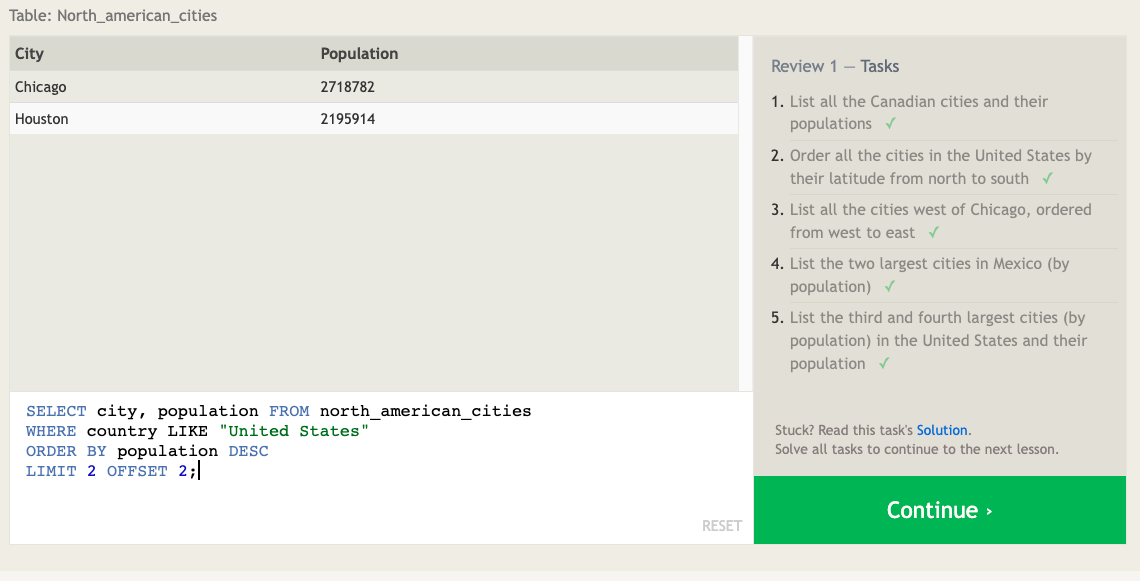 Table: North_american_cities
City Population
Chicago 2718782
Houston 2195914
SELECT city, population FROM north_american_cities
WHERE country LIKE "United States"
ORDER BY population DESC
LIMIT 2 OFFSET 2;
RESET
Review 1 — Tasks
1. List all the Canadian cities and their
populations ✓
2. Order all the cities in the United States by
their latitude from north to south ✓
3. List all the cities west of Chicago, ordered
from west to east ✓
4. List the two largest cities in Mexico (by
population) ✓
5. List the third and fourth largest cities (by
population) in the United States and their
population ✓
Stuck? Read this task's Solution.
Solve all tasks to continue to the next lesson.
Continue ›